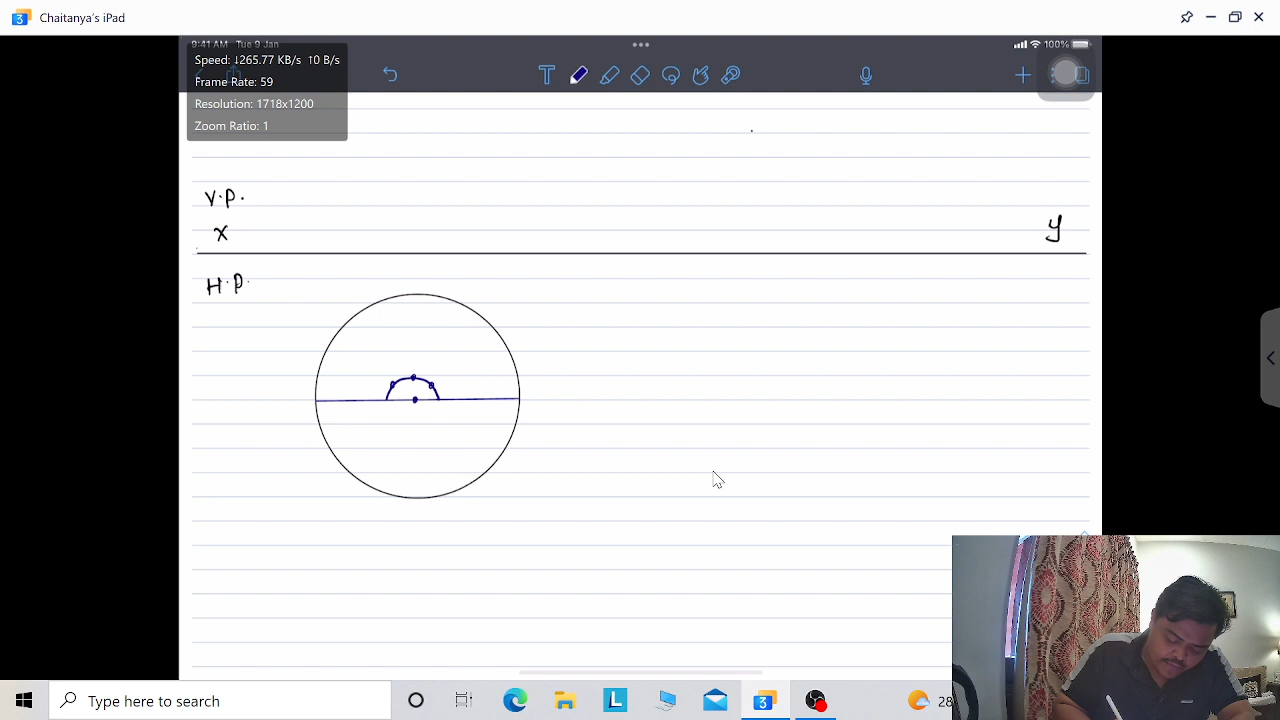 Chaitanya's iPad
9:41 AM Tue 9 Jan
100%
Speed: ↓265.77 KB/s 10 B/s
Frame Rate: 59
Resolution: 1718x1200
Zoom Ratio: 1
V.P.
x
y
H.P.
Type here to search
28